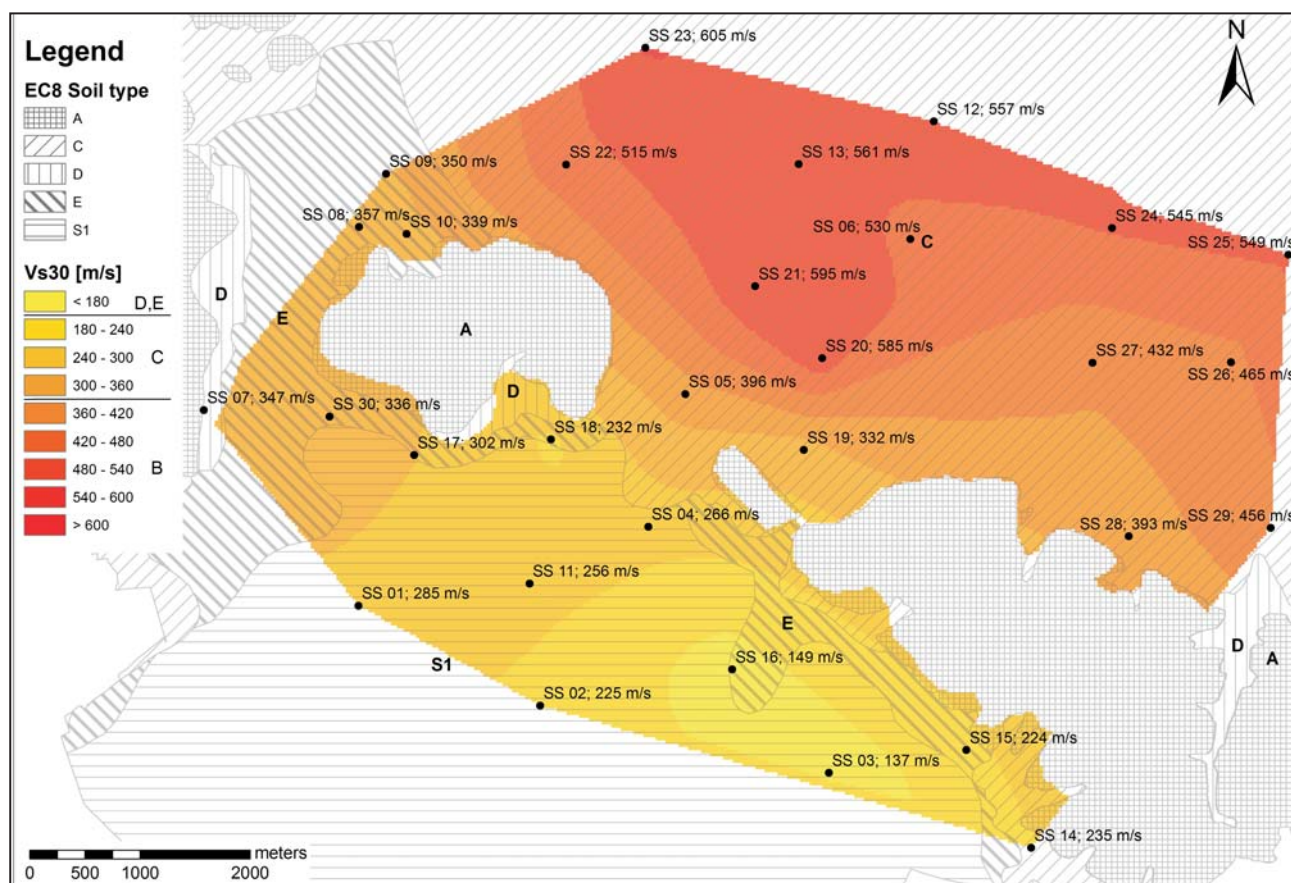 Legend
EC8 Soil type
A
C
D
E
S1
Vs30 [m/s]
< 180 D,E
180 - 240
240 - 300 C
300 - 360
360 - 420
420 - 480
480 - 540 B
540 - 600
> 600
N
SS 23; 605 m/s
SS 12; 557 m/s
SS 09; 350 m/s
SS 22; 515 m/s
SS 13; 561 m/s
SS 08; 357 m/s
SS 10; 339 m/s
SS 06; 530 m/s
C
SS 24; 545 m/s
SS 25; 549 m/s
D
SS 21; 595 m/s
E
A
SS 20; 585 m/s
SS 27; 432 m/s
SS 26; 465 m/s
SS 07; 347 m/s
SS 30; 336 m/s
D
SS 05; 396 m/s
SS 17; 302 m/s
SS 18; 232 m/s
SS 19; 332 m/s
SS 04; 266 m/s
SS 28; 393 m/s
SS 29; 456 m/s
SS 01; 285 m/s
SS 11; 256 m/s
E
S1
SS 16; 149 m/s
D
A
SS 02; 225 m/s
SS 15; 224 m/s
SS 03; 137 m/s
SS 14; 235 m/s
meters
0 500 1000 2000